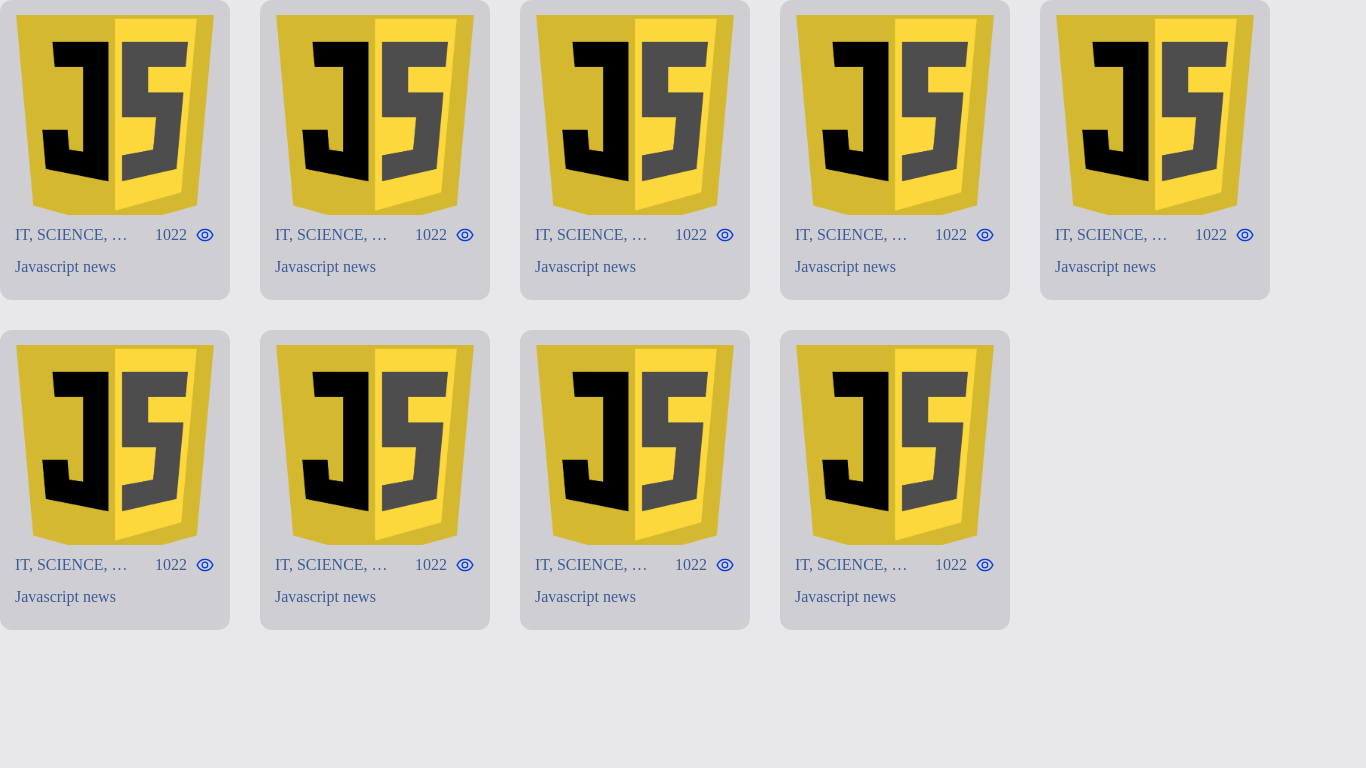 JS JS JS JS JS
IT, SCIENCE, … 1022 IT, SCIENCE, … 1022 IT, SCIENCE, … 1022 IT, SCIENCE, … 1022 IT, SCIENCE, … 1022
Javascript news Javascript news Javascript news Javascript news Javascript news
JS JS JS JS
IT, SCIENCE, … 1022 IT, SCIENCE, … 1022 IT, SCIENCE, … 1022 IT, SCIENCE, … 1022
Javascript news Javascript news Javascript news Javascript news